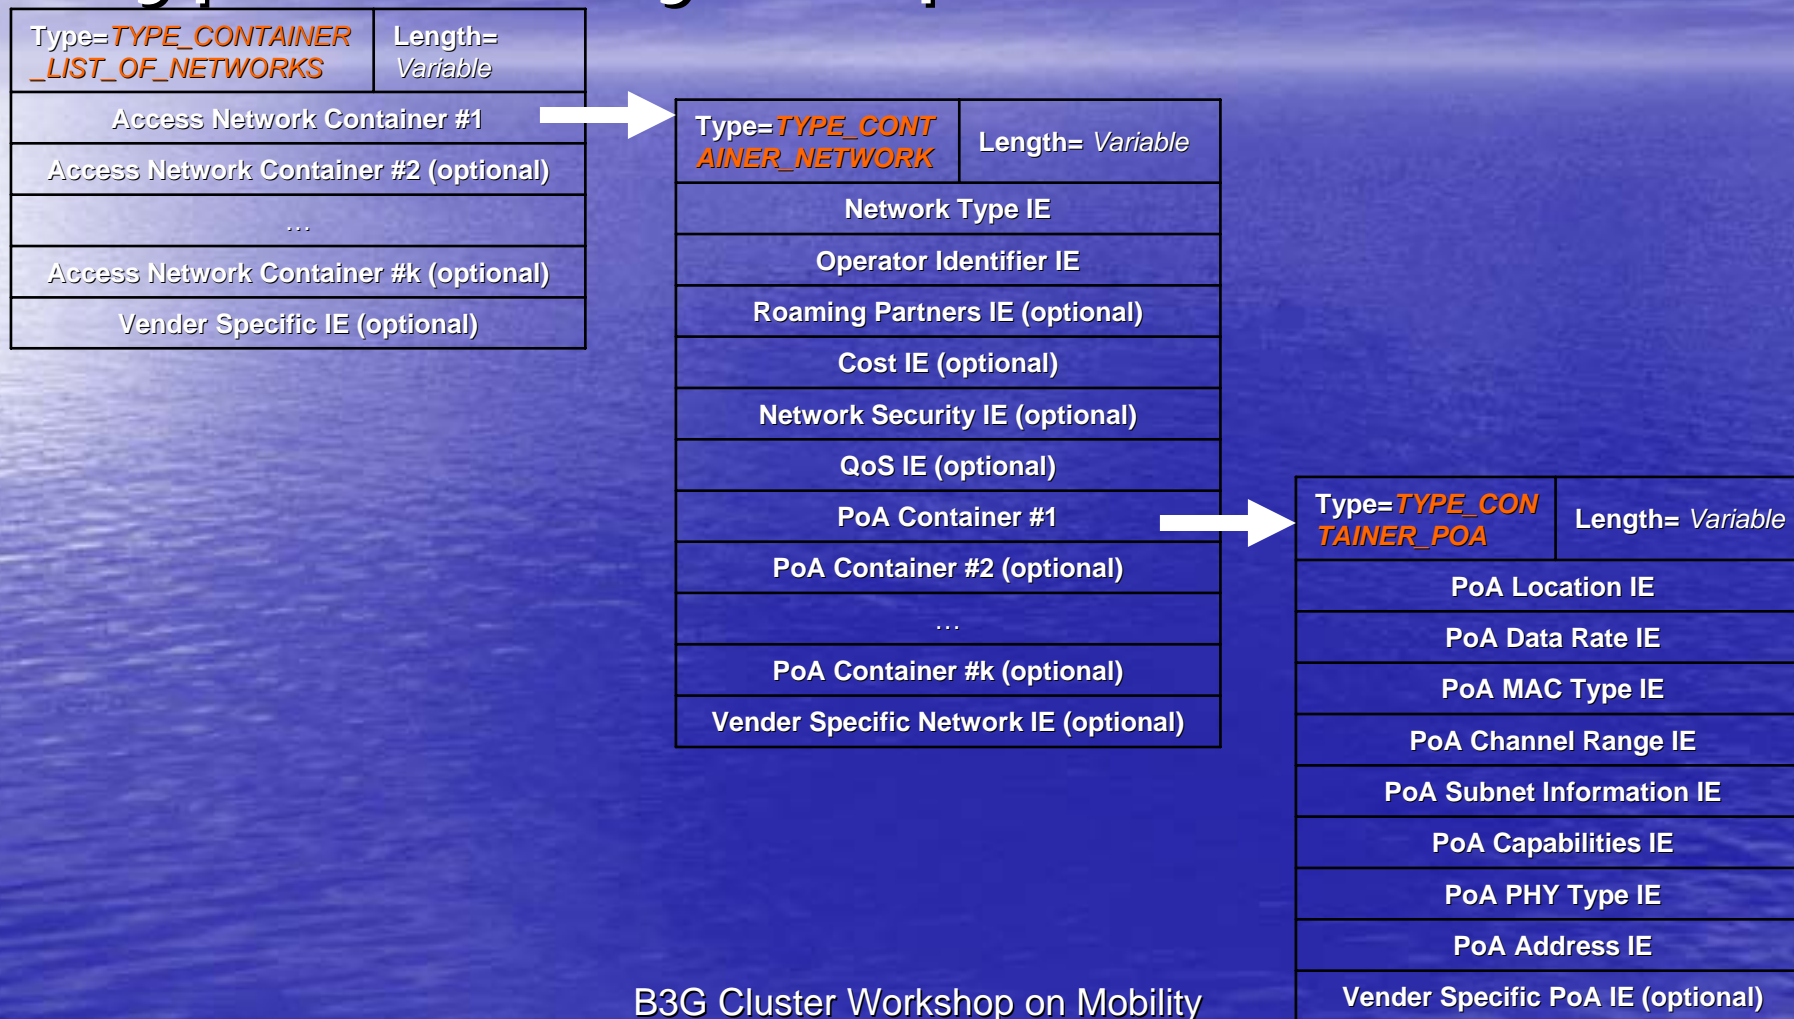 Type=TYPE_CONTAINER
_LIST_OF_NETWORKS
Length=
Variable
Access Network Container #1
Access Network Container #2 (optional)
…
Access Network Container #k (optional)
Vender Specific IE (optional)
Type=TYPE_CONT
AINER_NETWORK
Length= Variable
Network Type IE
Operator Identifier IE
Roaming Partners IE (optional)
Cost IE (optional)
Network Security IE (optional)
QoS IE (optional)
PoA Container #1
PoA Container #2 (optional)
…
PoA Container #k (optional)
Vender Specific Network IE (optional)
Type=TYPE_CON
TAINER_POA
Length= Variable
PoA Location IE
PoA Data Rate IE
PoA MAC Type IE
PoA Channel Range IE
PoA Subnet Information IE
PoA Capabilities IE
PoA PHY Type IE
PoA Address IE
Vender Specific PoA IE (optional)
B3G Cluster Workshop on Mobility